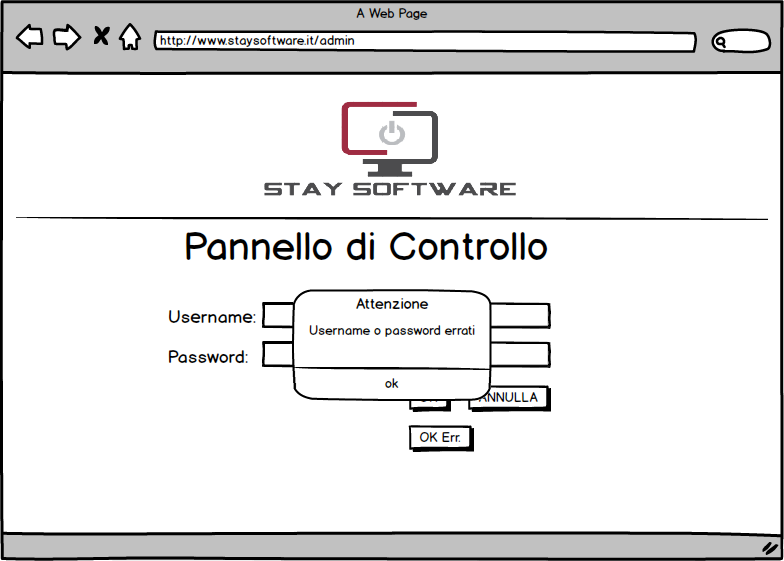 A Web Page
http://www.staysoftware.it/admin
STAY SOFTWARE
Pannello di Controllo
Attenzione
Username:
Username o password errati
Password:
ok
ANNULLA
OK Err.